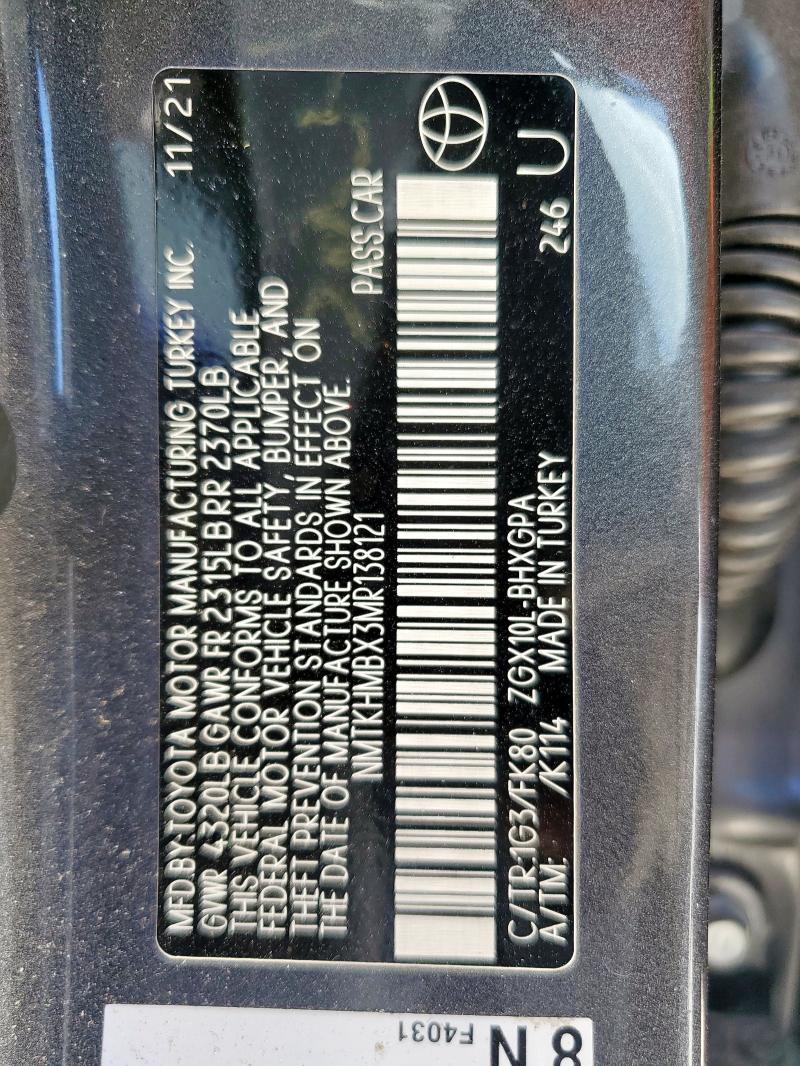 MFD.BY:TOYOTA MOTOR MANUFACTURING TURKEY INC. 11/21
GVWR 4320LB GAWR FR 2315LB RR 2370LB
THIS VEHICLE CONFORMS TO ALL APPLICABLE
FEDERAL MOTOR VEHICLE SAFETY, BUMPER, AND
THEFT PREVENTION STANDARDS IN EFFECT ON
THE DATE OF MANUFACTURE SHOWN ABOVE.
NMTKHMBX3MR138121 PASS.CAR
C/TR:1G3/FK80 ZGX10L-BHXGPA 246 U
A/TM: /K114 MADE IN TURKEY
F4031
8 N